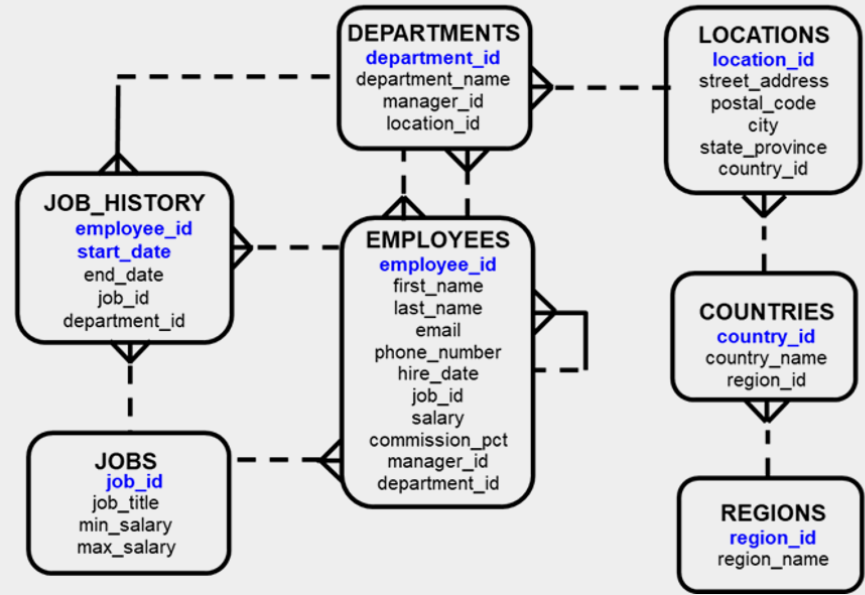 DEPARTMENTS
department_id
department_name
manager_id
location_id
LOCATIONS
location_id
street_address
postal_code
city
state_province
country_id
JOB_HISTORY
employee_id
start_date
end_date
job_id
department_id
EMPLOYEES
employee_id
first_name
last_name
email
phone_number
hire_date
job_id
salary
commission_pct
manager_id
department_id
COUNTRIES
country_id
country_name
region_id
JOBS
job_id
job_title
min_salary
max_salary
REGIONS
region_id
region_name